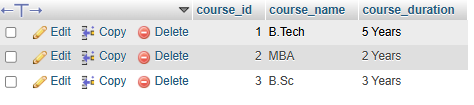 course_id course_name course_duration
Edit Copy Delete 1 B.Tech 5 Years
Edit Copy Delete 2 MBA 2 Years
Edit Copy Delete 3 B.Sc 3 Years